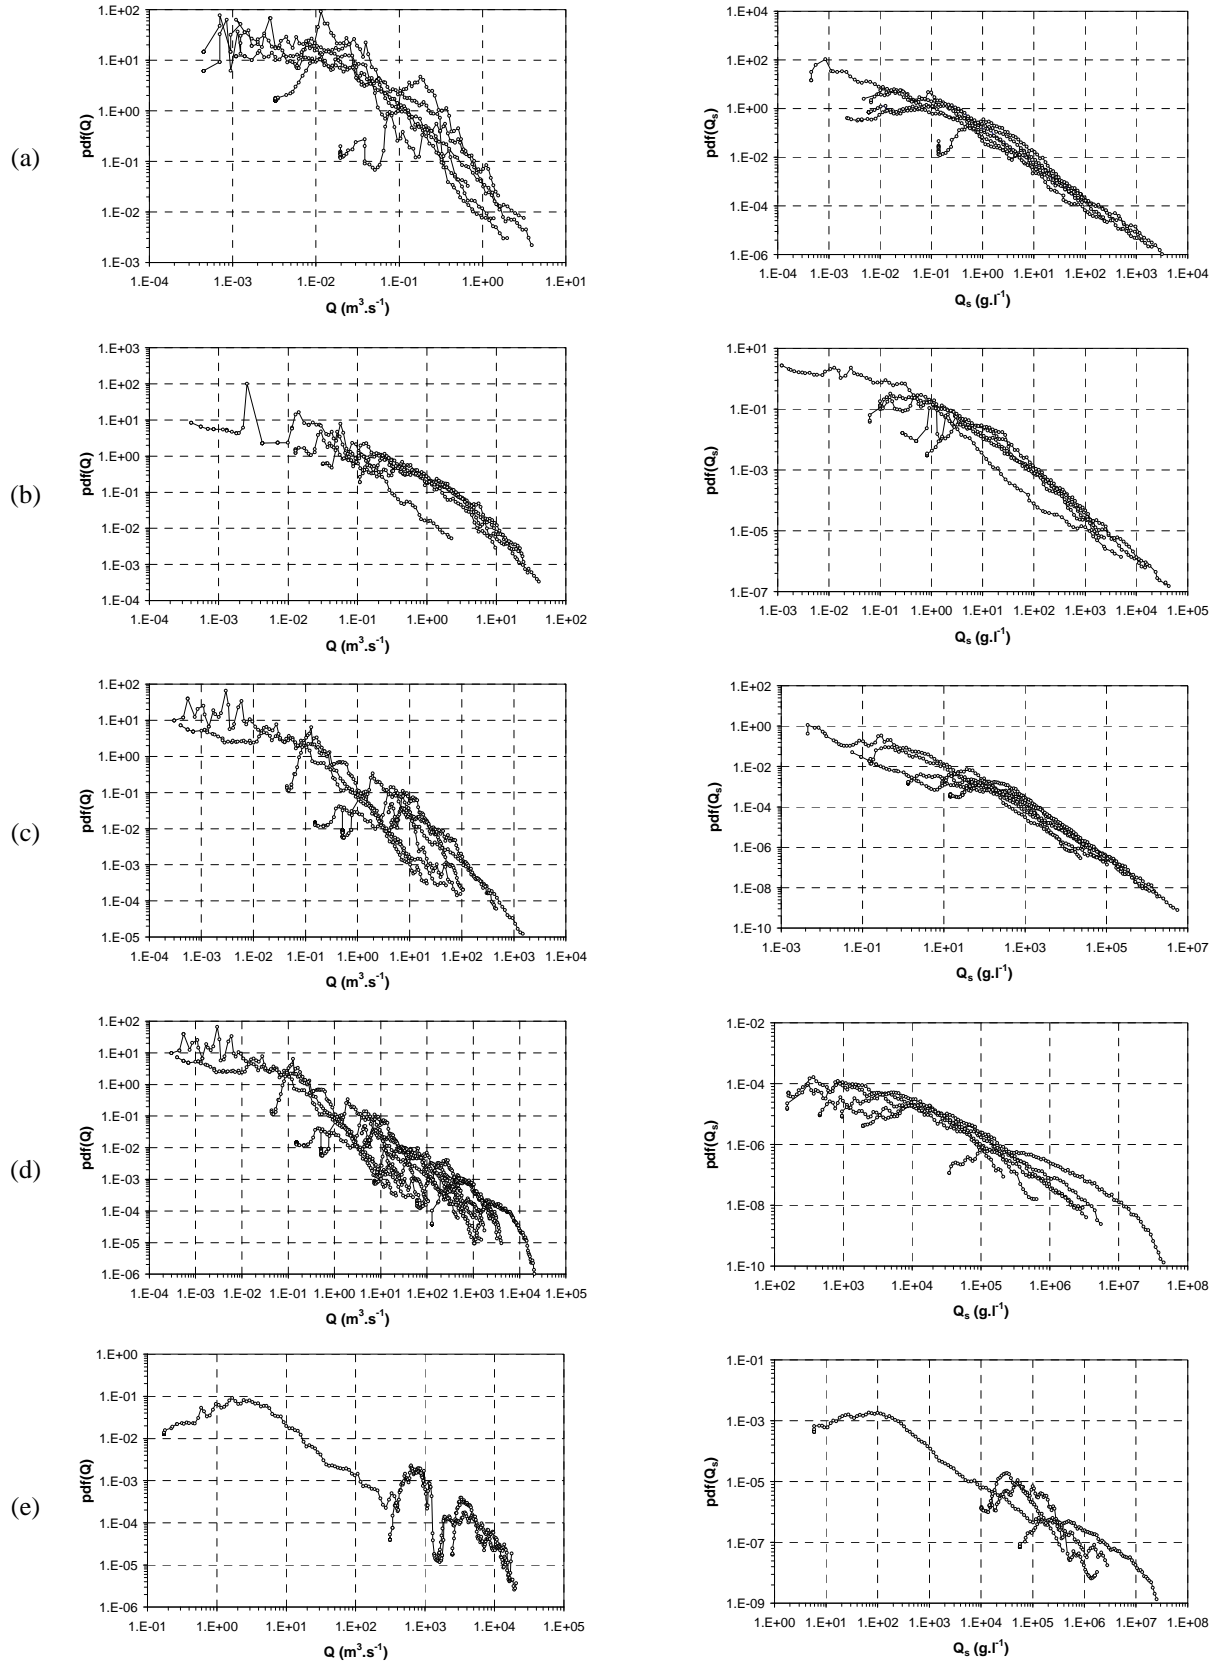 (a)
pdf(Q)
1.E+02
1.E+01
1.E+00
1.E-01
1.E-02
1.E-03
1.E-04 1.E-03 1.E-02 1.E-01 1.E+00 1.E+01
Q (m³.s⁻¹)
pdf(Qₛ)
1.E+04
1.E+02
1.E+00
1.E-02
1.E-04
1.E-06
1.E-04 1.E-03 1.E-02 1.E-01 1.E+00 1.E+01 1.E+02 1.E+03 1.E+04
Qₛ (g.l⁻¹)
(b)
pdf(Q)
1.E+03
1.E+02
1.E+01
1.E+00
1.E-01
1.E-02
1.E-03
1.E-04
1.E-04 1.E-03 1.E-02 1.E-01 1.E+00 1.E+01 1.E+02
Q (m³.s⁻¹)
pdf(Qₛ)
1.E+01
1.E-01
1.E-03
1.E-05
1.E-07
1.E-03 1.E-02 1.E-01 1.E+00 1.E+01 1.E+02 1.E+03 1.E+04 1.E+05
Qₛ (g.l⁻¹)
(c)
pdf(Q)
1.E+02
1.E+01
1.E+00
1.E-01
1.E-02
1.E-03
1.E-04
1.E-05
1.E-04 1.E-03 1.E-02 1.E-01 1.E+00 1.E+01 1.E+02 1.E+03 1.E+04
Q (m³.s⁻¹)
pdf(Qₛ)
1.E+02
1.E+00
1.E-02
1.E-04
1.E-06
1.E-08
1.E-10
1.E-03 1.E-01 1.E+01 1.E+03 1.E+05 1.E+07
Qₛ (g.l⁻¹)
(d)
pdf(Q)
1.E+02
1.E+01
1.E+00
1.E-01
1.E-02
1.E-03
1.E-04
1.E-05
1.E-06
1.E-04 1.E-03 1.E-02 1.E-01 1.E+00 1.E+01 1.E+02 1.E+03 1.E+04 1.E+05
Q (m³.s⁻¹)
pdf(Qₛ)
1.E-02
1.E-04
1.E-06
1.E-08
1.E-10
1.E+02 1.E+03 1.E+04 1.E+05 1.E+06 1.E+07 1.E+08
Qₛ (g.l⁻¹)
(e)
pdf(Q)
1.E+00
1.E-01
1.E-02
1.E-03
1.E-04
1.E-05
1.E-06
1.E-01 1.E+00 1.E+01 1.E+02 1.E+03 1.E+04 1.E+05
Q (m³.s⁻¹)
pdf(Qₛ)
1.E-01
1.E-03
1.E-05
1.E-07
1.E-09
1.E+00 1.E+01 1.E+02 1.E+03 1.E+04 1.E+05 1.E+06 1.E+07 1.E+08
Qₛ (g.l⁻¹)